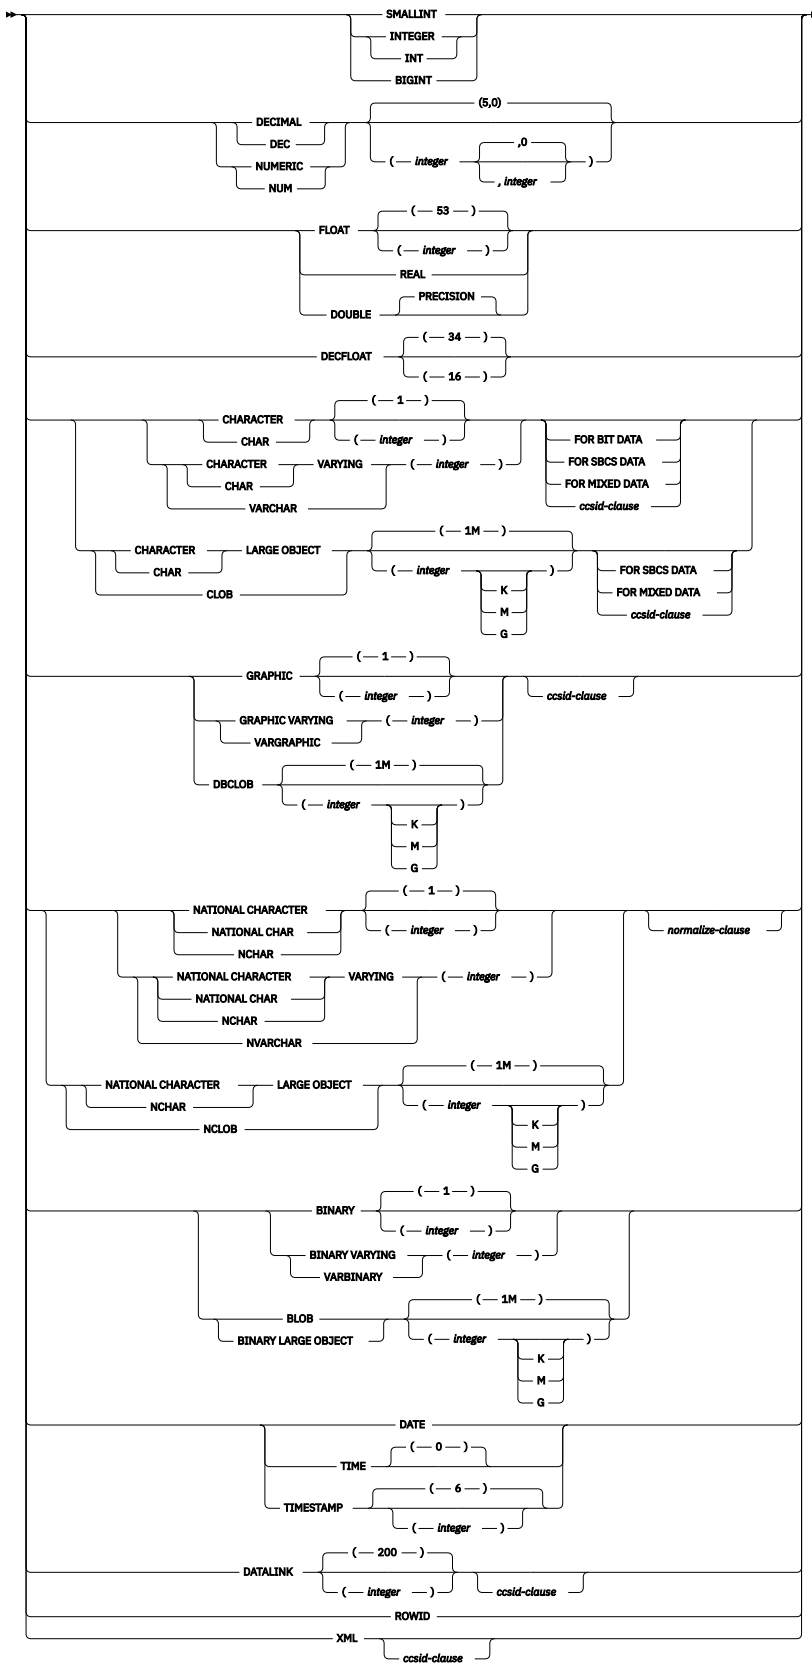 SMALLINT
INTEGER
INT
BIGINT
(5,0)
DECIMAL
DEC
,0
( integer )
NUMERIC
, integer
NUM
( 53 )
FLOAT
( integer )
REAL
PRECISION
DOUBLE
( 34 )
DECFLOAT
( 16 )
( 1 )
CHARACTER
CHAR ( integer ) FOR BIT DATA
CHARACTER VARYING ( integer ) FOR SBCS DATA
CHAR FOR MIXED DATA
VARCHAR ccsid-clause
( 1M )
CHARACTER LARGE OBJECT
CHAR ( integer ) FOR SBCS DATA
CLOB K FOR MIXED DATA
M ccsid-clause
G
( 1 )
GRAPHIC
( integer ) ccsid-clause
GRAPHIC VARYING ( integer )
VARGRAPHIC
( 1M )
DBCLOB
( integer )
K
M
G
( 1 )
NATIONAL CHARACTER
NATIONAL CHAR ( integer ) normalize-clause
NCHAR
NATIONAL CHARACTER VARYING ( integer )
NATIONAL CHAR
NCHAR
NVARCHAR
( 1M )
NATIONAL CHARACTER LARGE OBJECT
NCHAR ( integer )
NCLOB K
M
G
( 1 )
BINARY
( integer )
BINARY VARYING ( integer )
VARBINARY
( 1M )
BLOB
BINARY LARGE OBJECT ( integer )
K
M
G
DATE
( 0 )
TIME
( 6 )
TIMESTAMP
( integer )
( 200 )
DATALINK
( integer ) ccsid-clause
ROWID
XML
ccsid-clause